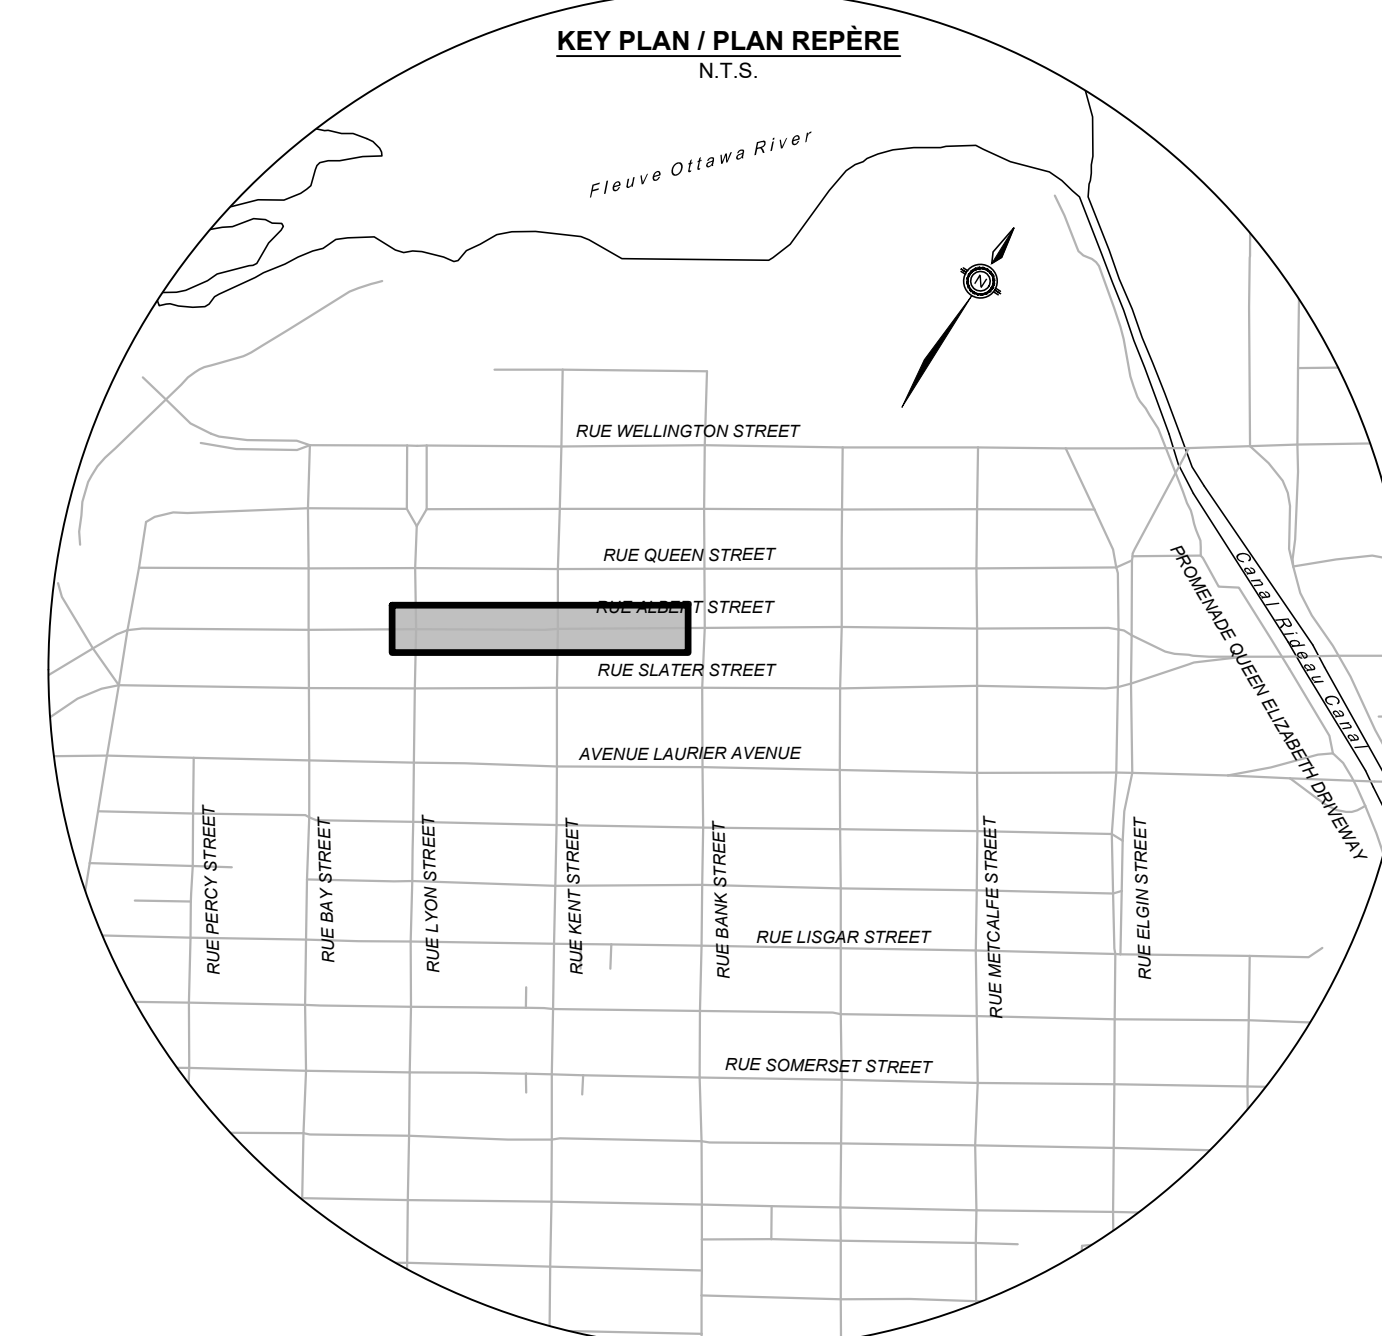 KEY PLAN / PLAN REPÈRE
N.T.S.
Fleuve Ottawa River
N
RUE WELLINGTON STREET
RUE QUEEN STREET
RUE ALBERT STREET
RUE SLATER STREET
AVENUE LAURIER AVENUE
PROMENADE QUEEN ELIZABETH DRIVEWAY
Canal Rideau Canal
RUE PERCY STREET
RUE BAY STREET
RUE LYON STREET
RUE KENT STREET
RUE BANK STREET
RUE METCALFE STREET
RUE ELGIN STREET
RUE LISGAR STREET
RUE SOMERSET STREET